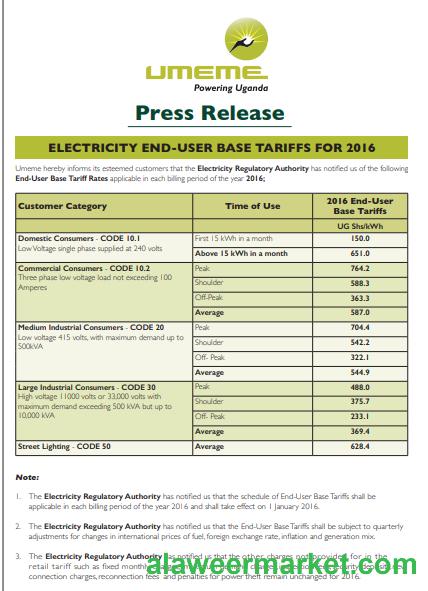 UMEME
Powering Uganda
Press Release
ELECTRICITY END-USER BASE TARIFFS FOR 2016
Umeme hereby informs its esteemed customers that the Electricity Regulatory Authority has notified us of the following
End-User Base Tariff Rates applicable in each billing period of the year 2016;
Customer Category Time of Use 2016 End-User
Base Tariffs
UG Shs/kWh
Domestic Consumers - CODE 10.1 First 15 kWh in a month 150.0
Low Voltage single phase supplied at 240 volts Above 15 kWh in a month 651.0
Commercial Consumers - CODE 10.2 Peak 764.2
Three phase low voltage load not exceeding 100
Amperes Shoulder 588.3
Off-Peak 363.3
Average 587.0
Medium Industrial Consumers - CODE 20 Peak 704.4
Low voltage 415 volts, with maximum demand up to
500kVA Shoulder 542.2
Off- Peak 322.1
Average 544.9
Large Industrial Consumers - CODE 30 Peak 488.0
High voltage 11000 volts or 33,000 volts with
maximum demand exceeding 500 kVA but up to
10,000 kVA Shoulder 375.7
Off- Peak 233.1
Average 369.4
Street Lighting - CODE 50 Average 628.4
Note:
1. The Electricity Regulatory Authority has notified us that the schedule of End-User Base Tariffs shall be
applicable in each billing period of the year 2016 and shall take effect on 1 January 2016.
2. The Electricity Regulatory Authority has notified us that the End-User Base Tariffs shall be subject to quarterly
adjustments for changes in international prices of fuel, foreign exchange rate, inflation and generation mix.
3. The Electricity Regulatory Authority has notified us that the other charges not provided for in the
retail tariff such as fixed monthly
connection charges, reconnection fees and penalties for power theft remain unchanged for 2016.
alaweermarket.com